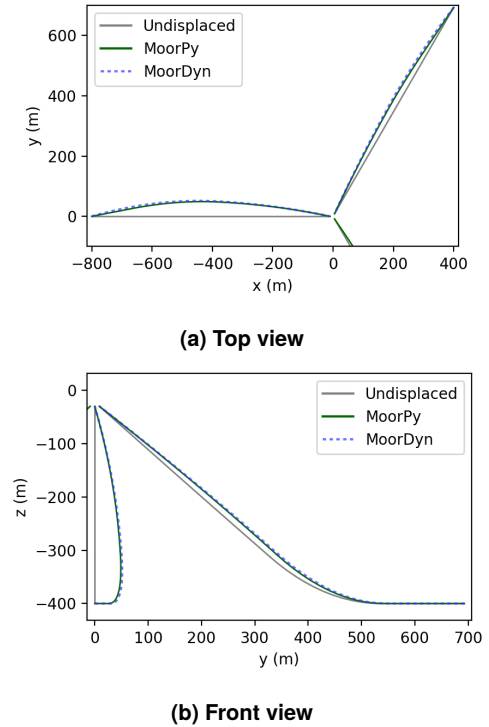 Undisplaced
MoorPy
MoorDyn
600
400
200
0
y (m)
−800 −600 −400 −200 0 200 400
x (m)
(a) Top view
0
−100
−200
−300
−400
z (m)
Undisplaced
MoorPy
MoorDyn
0 100 200 300 400 500 600 700
y (m)
(b) Front view